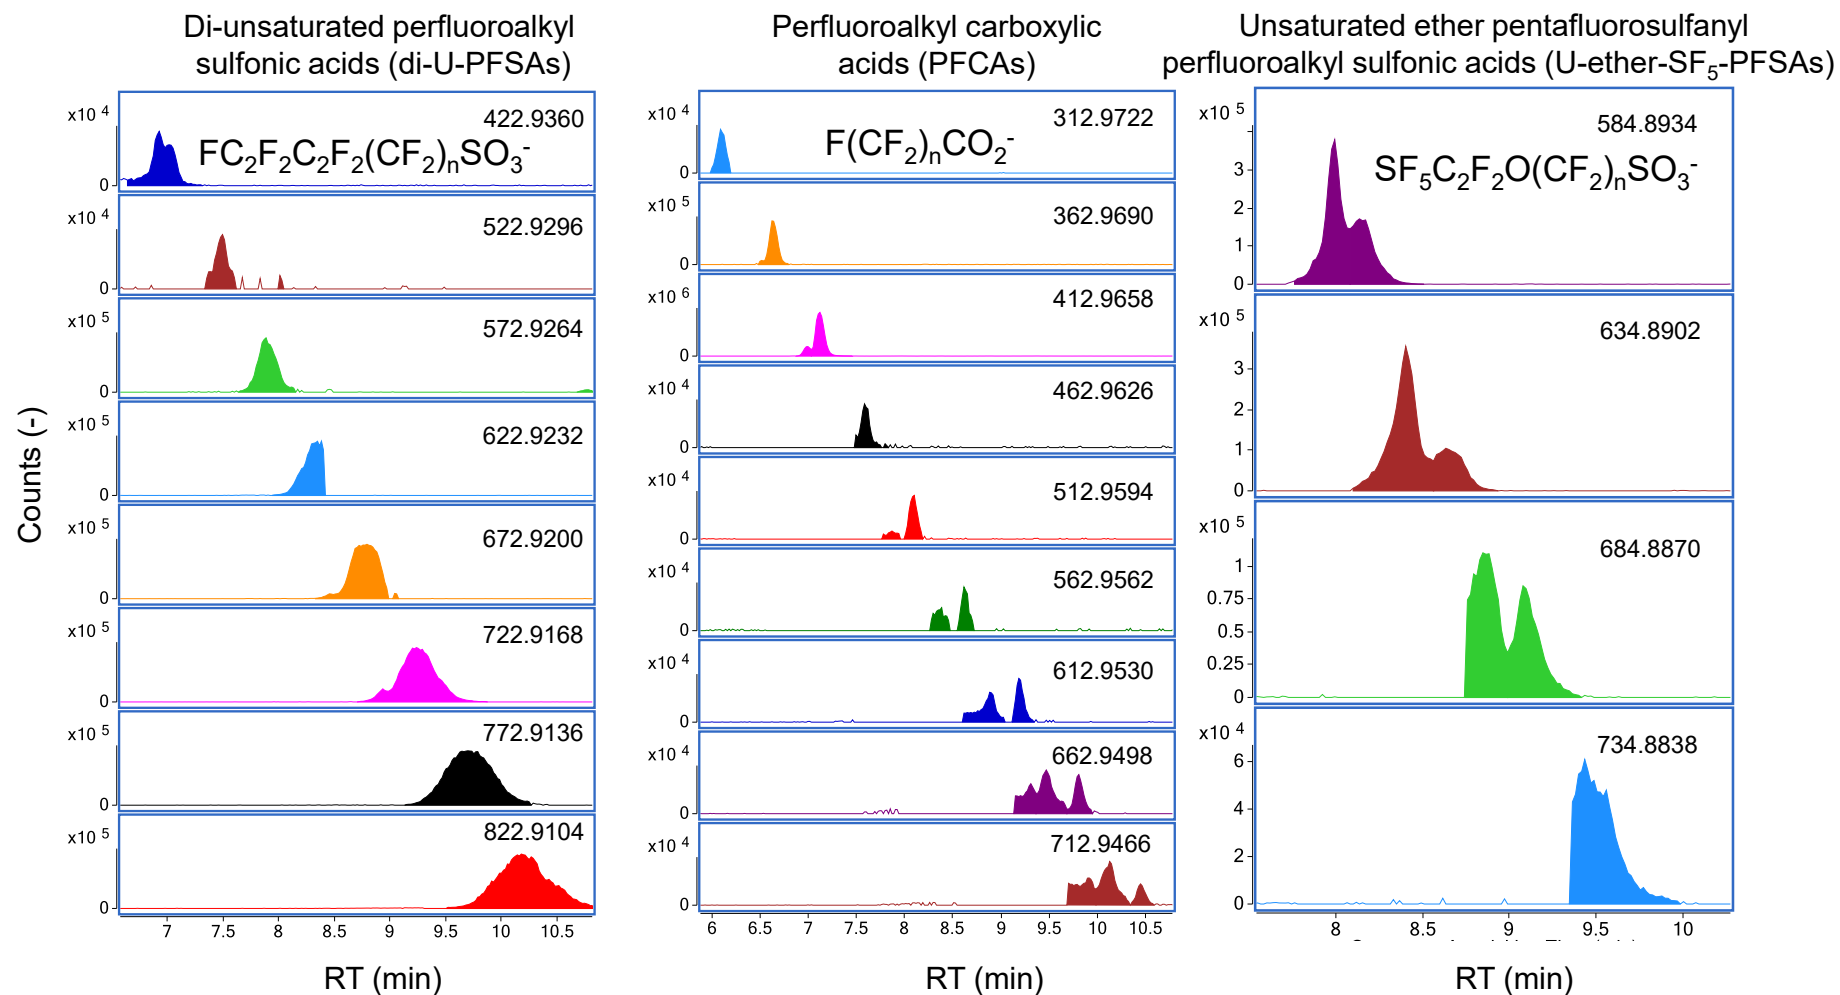 Di-unsaturated perfluoroalkyl
sulfonic acids (di-U-PFSAs)
Perfluoroalkyl carboxylic
acids (PFCAs)
Unsaturated ether pentafluorosulfanyl
perfluoroalkyl sulfonic acids (U-ether-SF5-PFSAs)
Counts (-)
x10 4
422.9360
FC2F2C2F2(CF2)nSO3-
0
x10 4
522.9296
0
x10 5
572.9264
0
x10 5
622.9232
0
x10 5
672.9200
0
x10 5
722.9168
0
x10 5
772.9136
0
x10 5
822.9104
0
7 7.5 8 8.5 9 9.5 10 10.5
RT (min)
x10 4
312.9722
F(CF2)nCO2-
0
x10 5
362.9690
0
x10 6
412.9658
0
x10 4
462.9626
0
x10 4
512.9594
0
x10 4
562.9562
0
x10 4
612.9530
0
x10 4
662.9498
0
x10 4
712.9466
0
6 6.5 7 7.5 8 8.5 9 9.5 10 10.5
RT (min)
x10 5
584.8934
SF5C2F2O(CF2)nSO3-
3
2
1
0
x10 5
634.8902
3
2
1
0
x10 5
684.8870
1
0.75
0.5
0.25
0
x10 4
734.8838
6
4
2
0
8 8.5 9 9.5 10
RT (min)